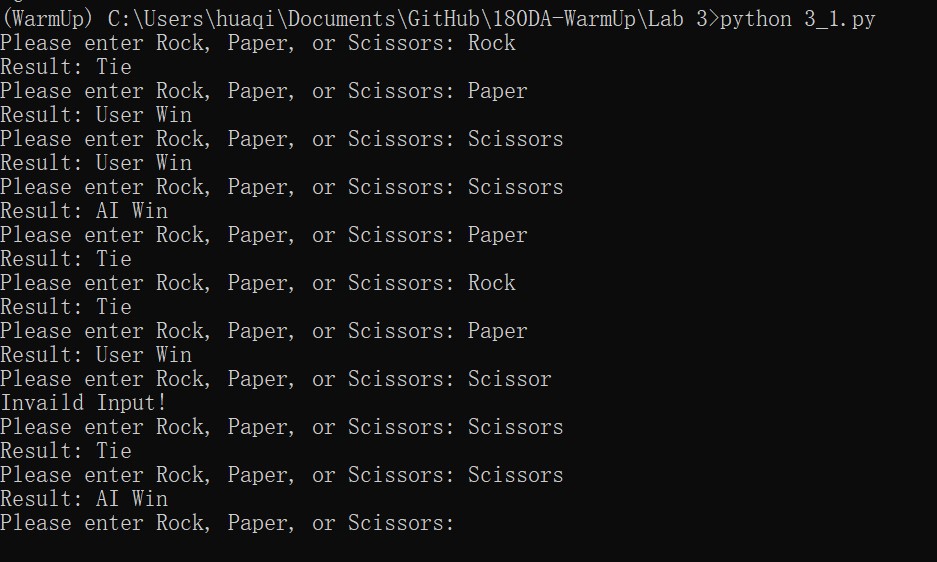 (WarmUp) C:\Users\huaqi\Documents\GitHub\180DA-WarmUp\Lab 3>python 3_1.py
Please enter Rock, Paper, or Scissors: Rock
Result: Tie
Please enter Rock, Paper, or Scissors: Paper
Result: User Win
Please enter Rock, Paper, or Scissors: Scissors
Result: User Win
Please enter Rock, Paper, or Scissors: Scissors
Result: AI Win
Please enter Rock, Paper, or Scissors: Paper
Result: Tie
Please enter Rock, Paper, or Scissors: Rock
Result: Tie
Please enter Rock, Paper, or Scissors: Paper
Result: User Win
Please enter Rock, Paper, or Scissors: Scissor
Invaild Input!
Please enter Rock, Paper, or Scissors: Scissors
Result: Tie
Please enter Rock, Paper, or Scissors: Scissors
Result: AI Win
Please enter Rock, Paper, or Scissors: